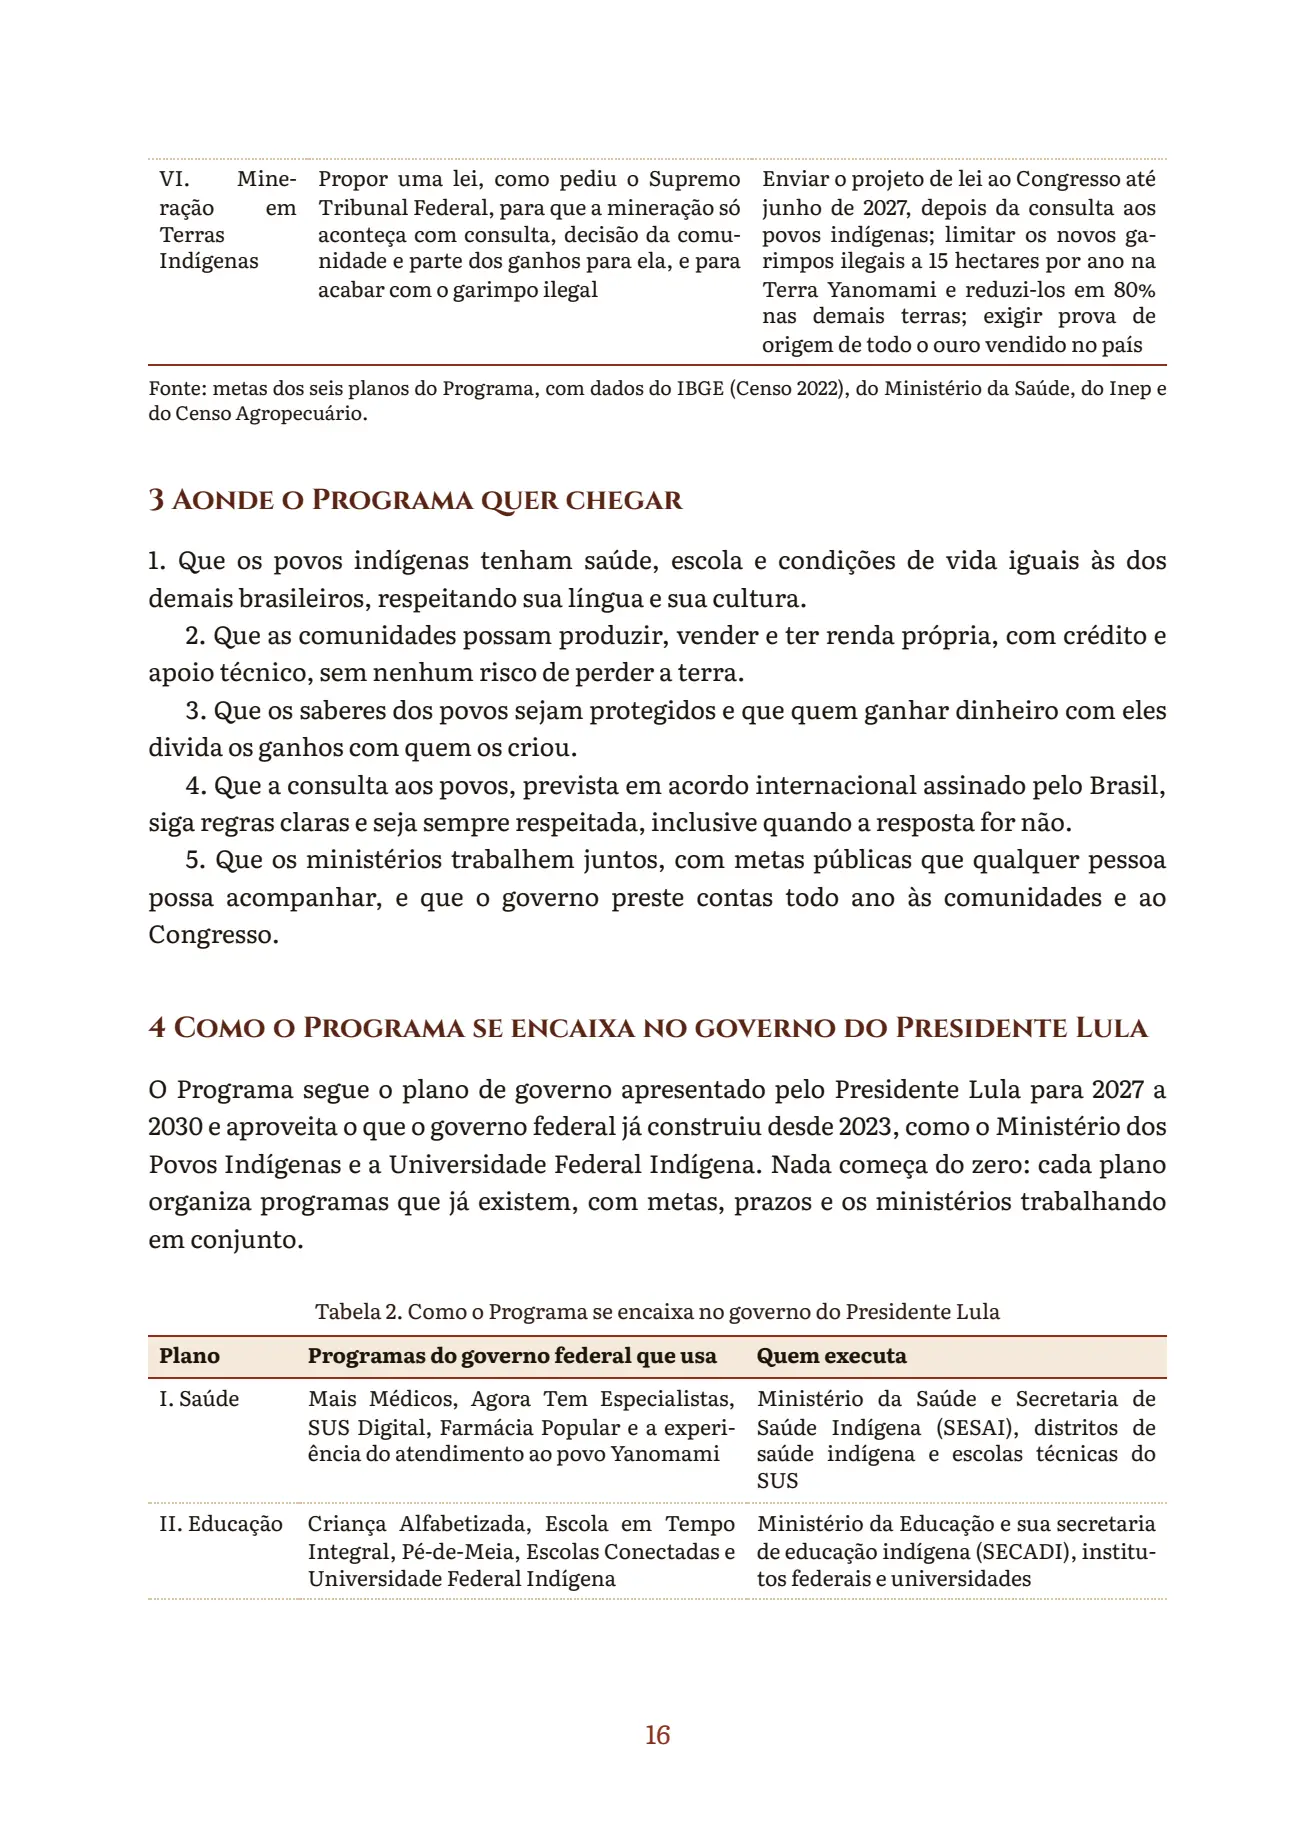 VI. Mine- Propor uma lei, como pediu o Supremo Enviar o projeto de lei ao Congresso até
ração em Tribunal Federal, para que a mineração só junho de 2027, depois da consulta aos
Terras aconteça com consulta, decisão da comu- povos indígenas; limitar os novos ga-
Indígenas nidade e parte dos ganhos para ela, e para rimpos ilegais a 15 hectares por ano na
acabar com o garimpo ilegal Terra Yanomami e reduzi-los em 80%
nas demais terras; exigir prova de
origem de todo o ouro vendido no país
Fonte: metas dos seis planos do Programa, com dados do IBGE (Censo 2022), do Ministério da Saúde, do Inep e
do Censo Agropecuário.
3 Aonde o Programa quer chegar
1. Que os povos indígenas tenham saúde, escola e condições de vida iguais às dos
demais brasileiros, respeitando sua língua e sua cultura.
2. Que as comunidades possam produzir, vender e ter renda própria, com crédito e
apoio técnico, sem nenhum risco de perder a terra.
3. Que os saberes dos povos sejam protegidos e que quem ganhar dinheiro com eles
divida os ganhos com quem os criou.
4. Que a consulta aos povos, prevista em acordo internacional assinado pelo Brasil,
siga regras claras e seja sempre respeitada, inclusive quando a resposta for não.
5. Que os ministérios trabalhem juntos, com metas públicas que qualquer pessoa
possa acompanhar, e que o governo preste contas todo ano às comunidades e ao
Congresso.
4 Como o Programa se encaixa no governo do Presidente Lula
O Programa segue o plano de governo apresentado pelo Presidente Lula para 2027 a
2030 e aproveita o que o governo federal já construiu desde 2023, como o Ministério dos
Povos Indígenas e a Universidade Federal Indígena. Nada começa do zero: cada plano
organiza programas que já existem, com metas, prazos e os ministérios trabalhando
em conjunto.
Tabela 2. Como o Programa se encaixa no governo do Presidente Lula
Plano Programas do governo federal que usa Quem executa
I. Saúde Mais Médicos, Agora Tem Especialistas, Ministério da Saúde e Secretaria de
SUS Digital, Farmácia Popular e a experi- Saúde Indígena (SESAI), distritos de
ência do atendimento ao povo Yanomami saúde indígena e escolas técnicas do
SUS
II. Educação Criança Alfabetizada, Escola em Tempo Ministério da Educação e sua secretaria
Integral, Pé-de-Meia, Escolas Conectadas e de educação indígena (SECADI), institu-
Universidade Federal Indígena tos federais e universidades
16